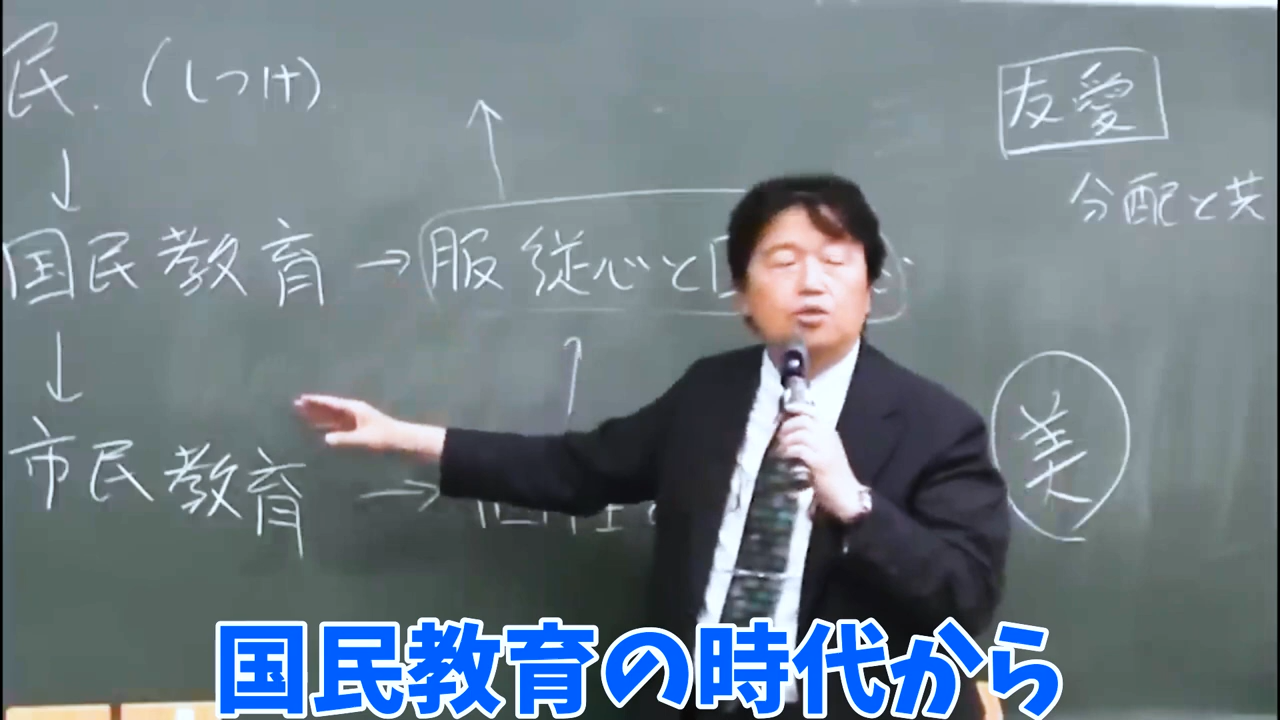 民.(しつけ)
↓
国民教育→服従心と
↓
市民教育→
友愛
分配と共
美
国民教育の時代から